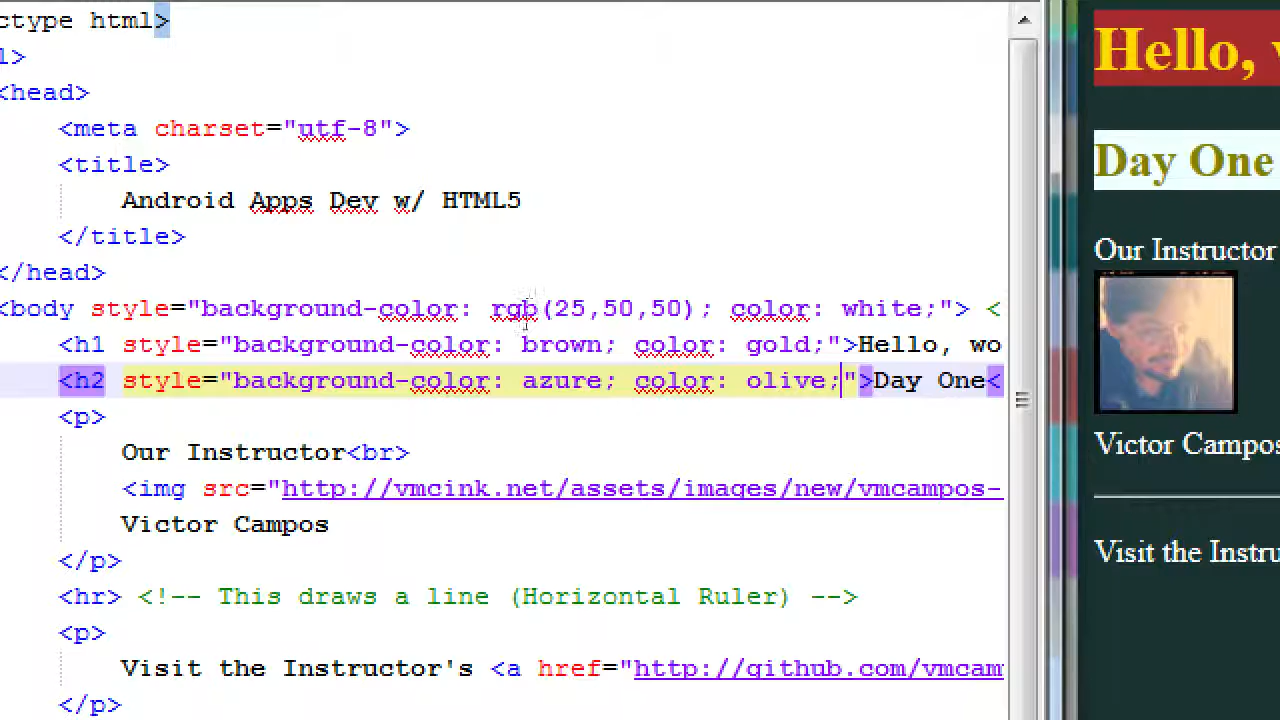 ctype html>
l>
<head>
<meta charset="utf-8">
<title>
Android Apps Dev w/ HTML5
</title>
</head>
<body style="background-color: rgb(25,50,50); color: white;"> <
<h1 style="background-color: brown; color: gold;">Hello, wo
<h2 style="background-color: azure; color: olive;">Day One<
<p>
Our Instructor<br>
<img src="http://vmcink.net/assets/images/new/vmcampos-
Victor Campos
</p>
<hr> <!-- This draws a line (Horizontal Ruler) -->
<p>
Visit the Instructor's <a href="http://github.com/vmcam
</p>
Hello, w
Day One
Our Instructor
Victor Campos
Visit the Instru